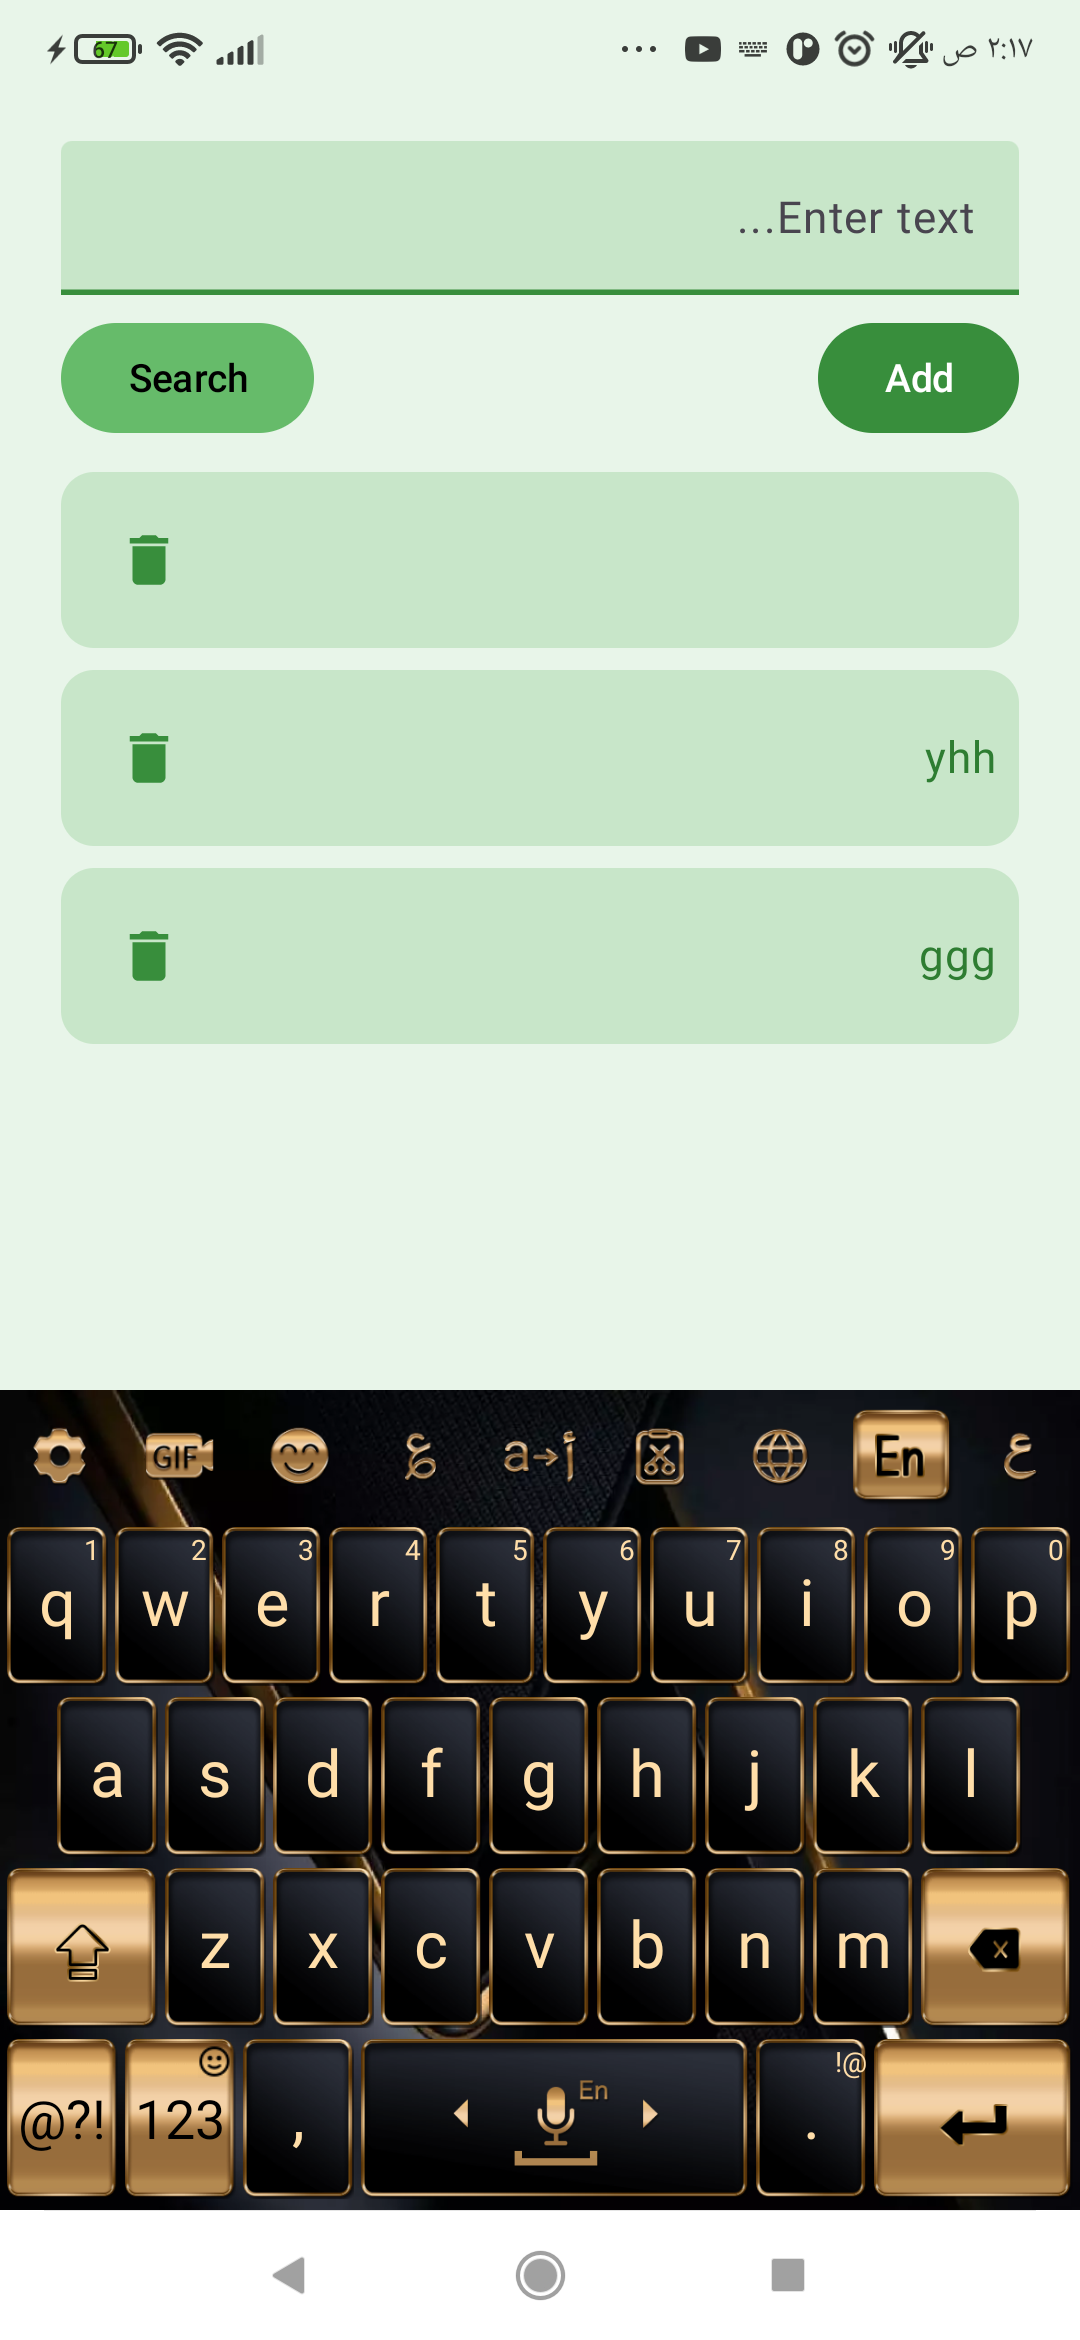 67 ٢:١٧ ص
...Enter text
Search Add
yhh
ggg
GIF ع a→أ En ع
1 2 3 4 5 6 7 8 9 0
q w e r t y u i o p
a s d f g h j k l
z x c v b n m x
@?! 123 , En . !@